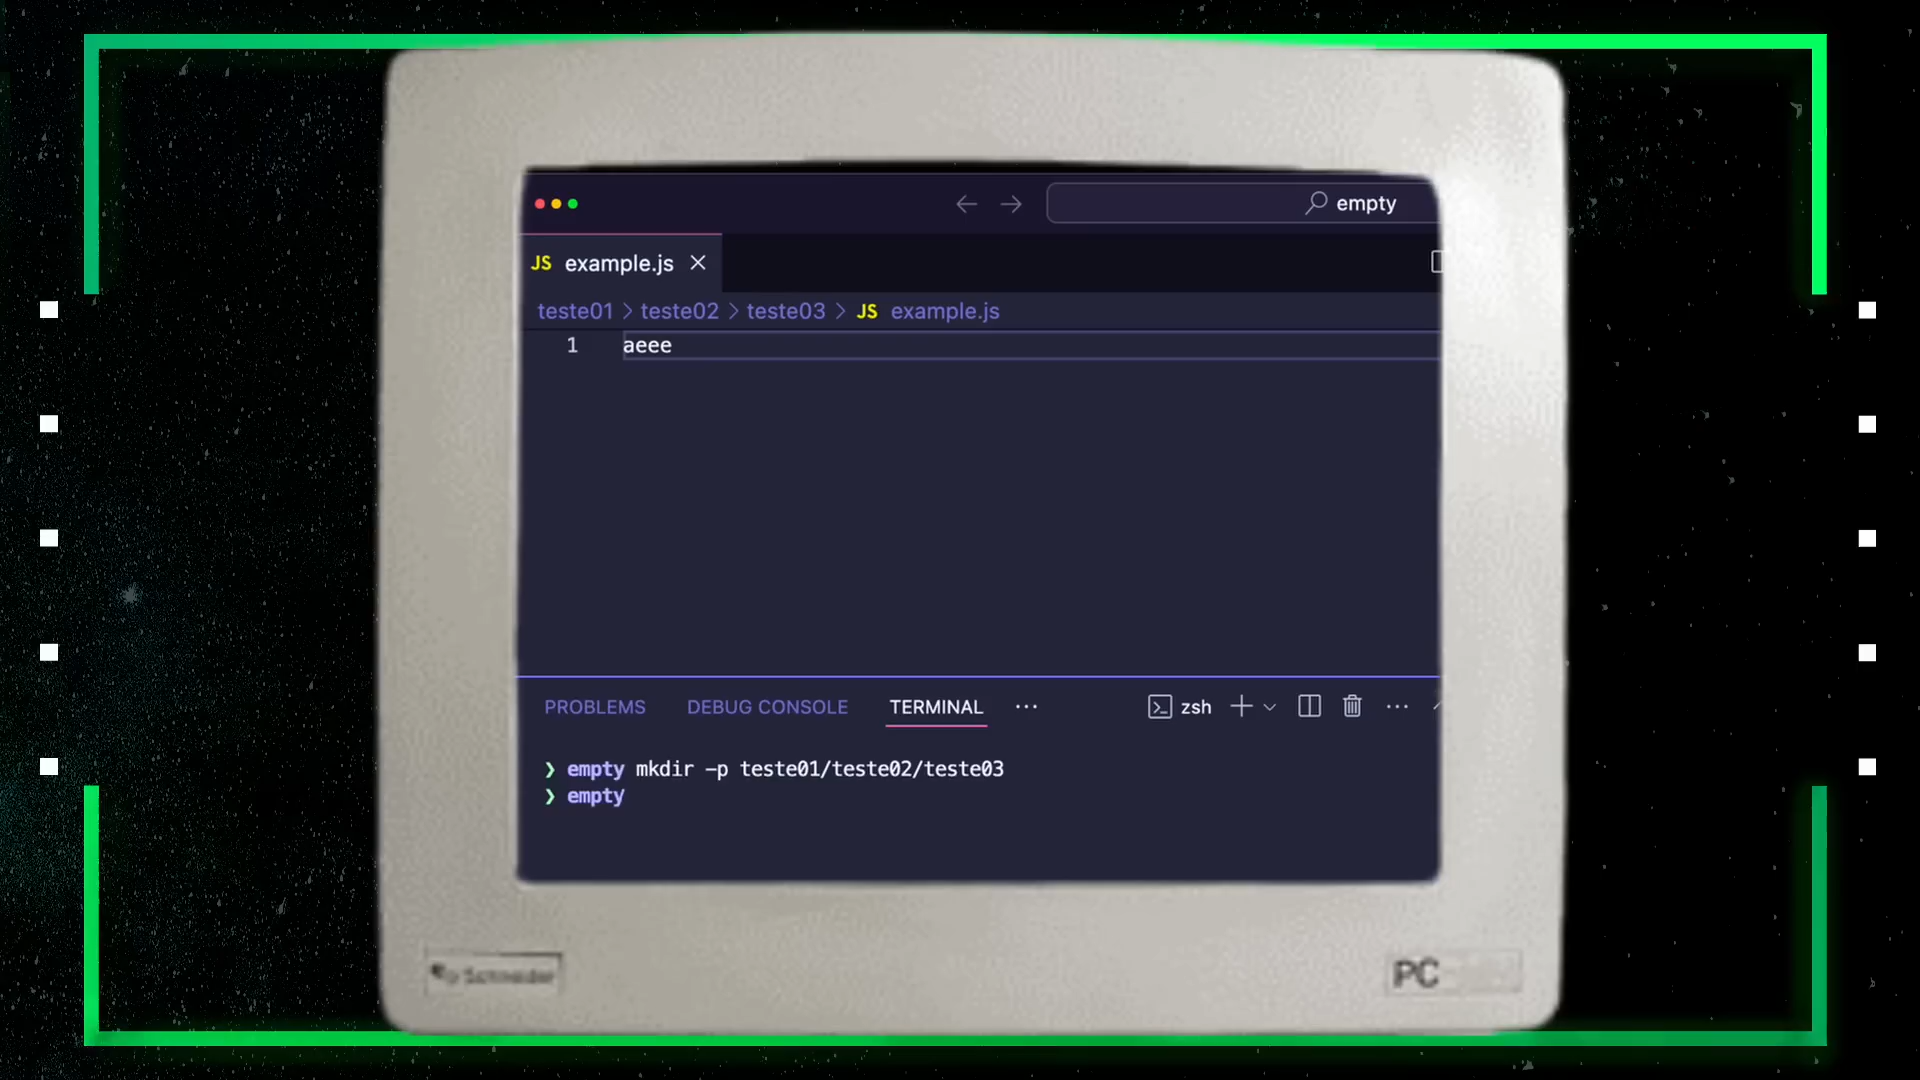 empty
JS example.js
teste01 > teste02 > teste03 > JS example.js
1 aeee
PROBLEMS DEBUG CONSOLE TERMINAL ... zsh
❯ empty mkdir -p teste01/teste02/teste03
❯ empty
Schneider PC